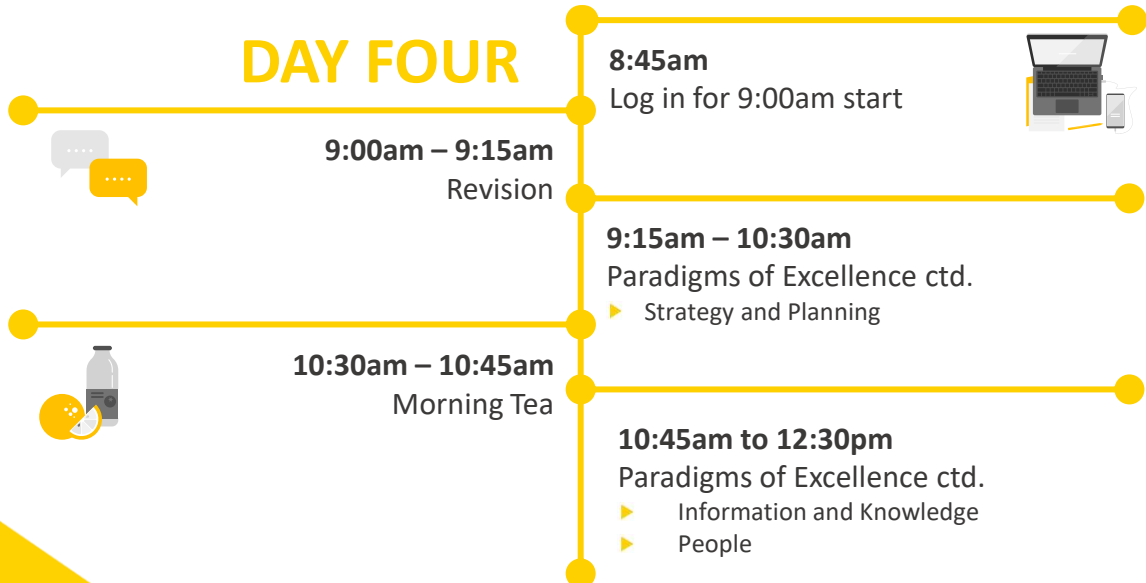 DAY FOUR
8:45am
Log in for 9:00am start
9:00am – 9:15am
Revision
9:15am – 10:30am
Paradigms of Excellence ctd.
Strategy and Planning
10:30am – 10:45am
Morning Tea
10:45am to 12:30pm
Paradigms of Excellence ctd.
Information and Knowledge
People